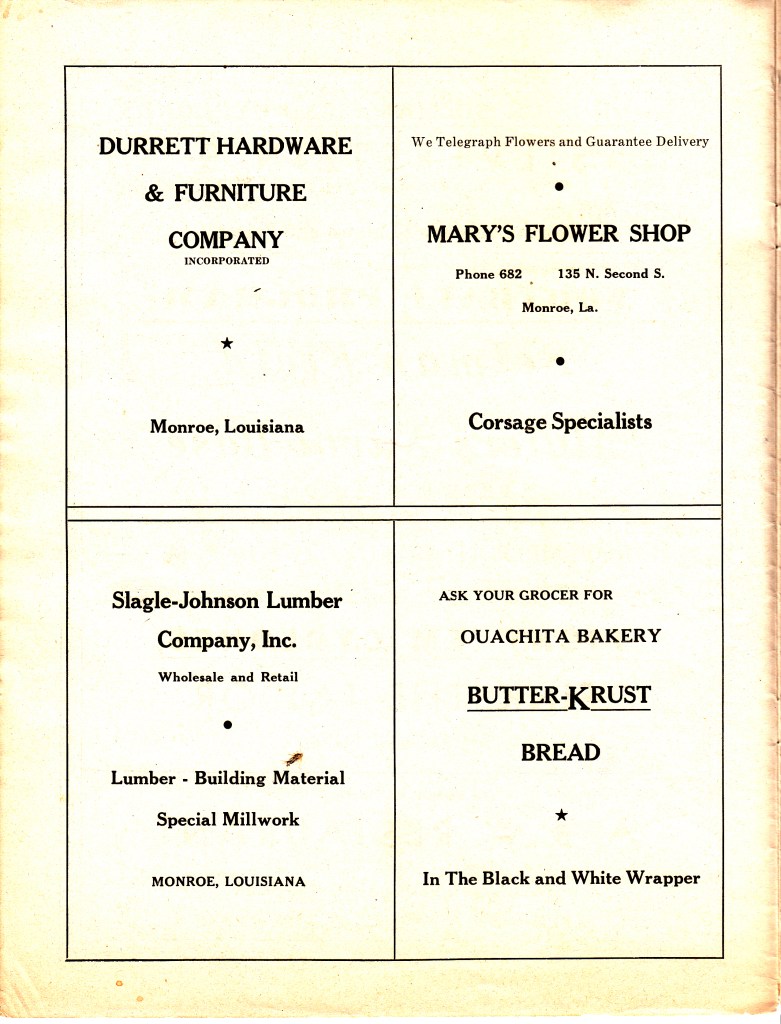 DURRETT HARDWARE
& FURNITURE
COMPANY
INCORPORATED
★
Monroe, Louisiana
We Telegraph Flowers and Guarantee Delivery
●
MARY'S FLOWER SHOP
Phone 682 135 N. Second S.
Monroe, La.
●
Corsage Specialists
Slagle-Johnson Lumber
Company, Inc.
Wholesale and Retail
●
Lumber - Building Material
Special Millwork
MONROE, LOUISIANA
ASK YOUR GROCER FOR
OUACHITA BAKERY
BUTTER-KRUST
BREAD
★
In The Black and White Wrapper